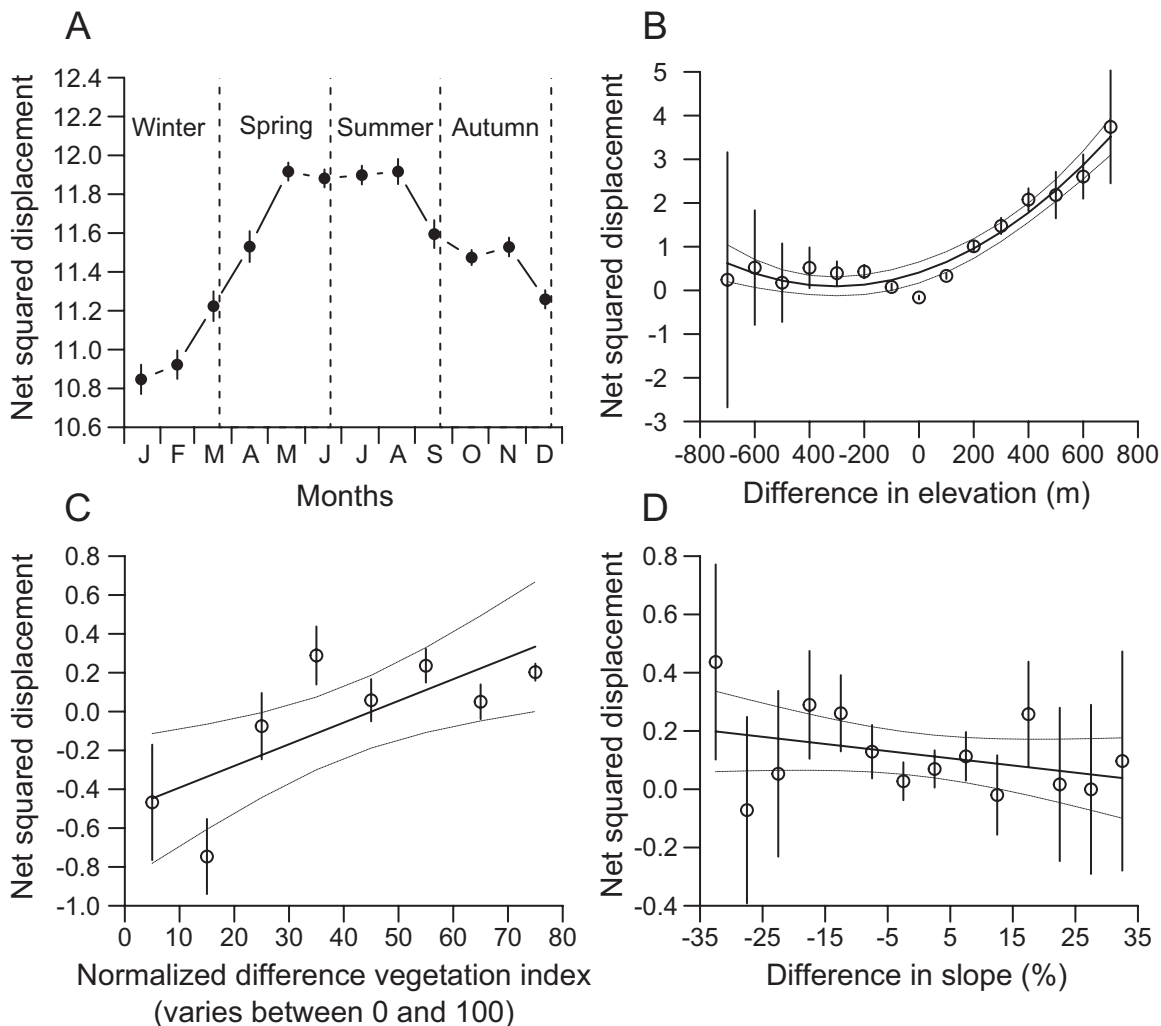 A
Net squared displacement
12.4
12.2
12.0
11.8
11.6
11.4
11.2
11.0
10.8
10.6
Winter Spring Summer Autumn
J F M A M J J A S O N D
Months
B
Net squared displacement
5
4
3
2
1
0
-1
-2
-3
-800 -600 -400 -200 0 200 400 600 800
Difference in elevation (m)
C
Net squared displacement
0.8
0.6
0.4
0.2
0.0
-0.2
-0.4
-0.6
-0.8
-1.0
0 10 20 30 40 50 60 70 80
Normalized difference vegetation index
(varies between 0 and 100)
D
Net squared displacement
0.8
0.6
0.4
0.2
0.0
-0.2
-0.4
-35 -25 -15 -5 5 15 25 35
Difference in slope (%)